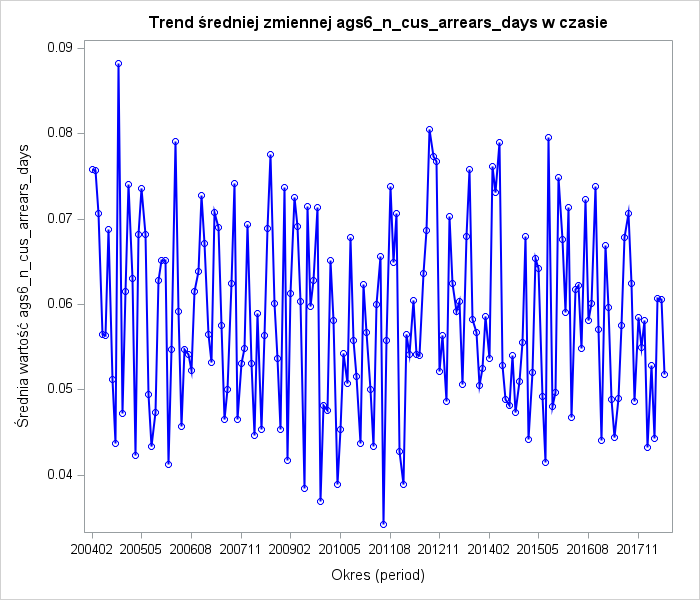 Trend średniej zmiennej ags6_n_cus_arrears_days w czasie
0.09
0.08
0.07
0.06
0.05
0.04
Średnia wartość ags6_n_cus_arrears_days
200402 200505 200608 200711 200902 201005 201108 201211 201402 201505 201608 201711
Okres (period)